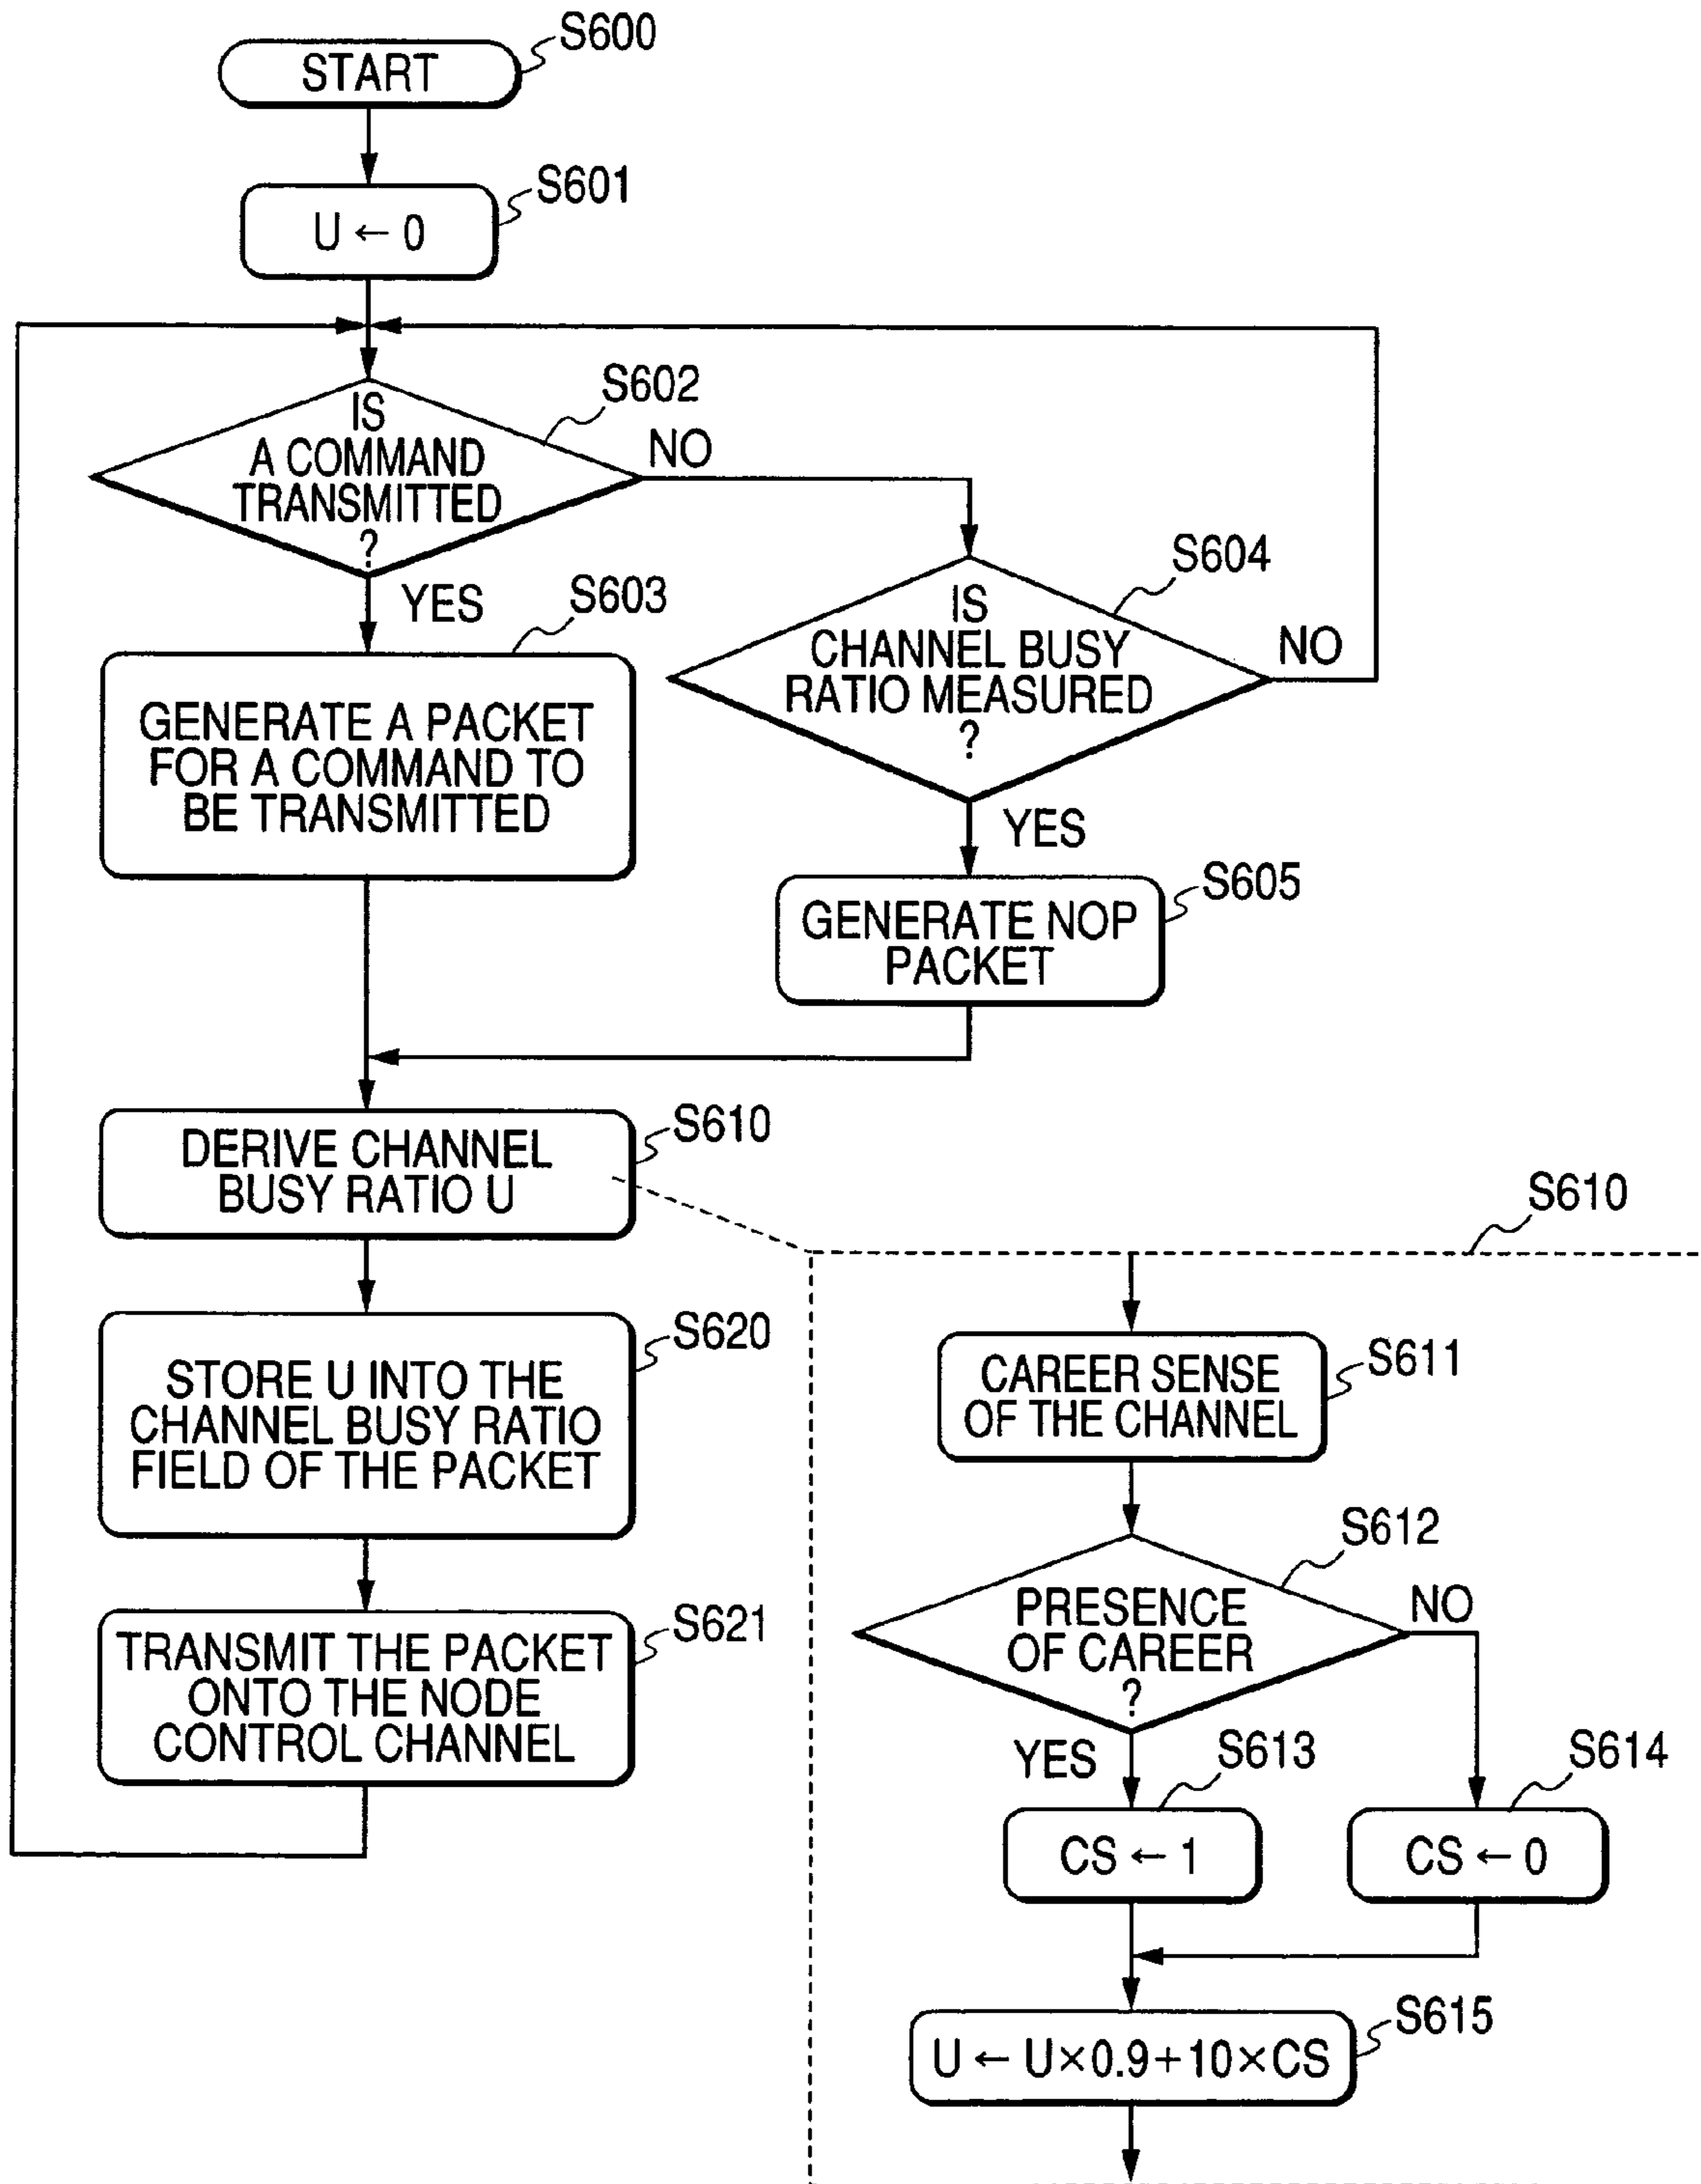 START
S600
U ← 0
S601
IS
A COMMAND
TRANSMITTED
?
S602
NO
YES
S603
GENERATE A PACKET
FOR A COMMAND TO
BE TRANSMITTED
S604
IS
CHANNEL BUSY
RATIO MEASURED
?
NO
YES
S605
GENERATE NOP
PACKET
S610
DERIVE CHANNEL
BUSY RATIO U
S620
STORE U INTO THE
CHANNEL BUSY RATIO
FIELD OF THE PACKET
S621
TRANSMIT THE PACKET
ONTO THE NODE
CONTROL CHANNEL
S610
S611
CAREER SENSE
OF THE CHANNEL
S612
PRESENCE
OF CAREER
?
NO
YES
S613
CS ← 1
S614
CS ← 0
S615
U ← U×0.9+10×CS